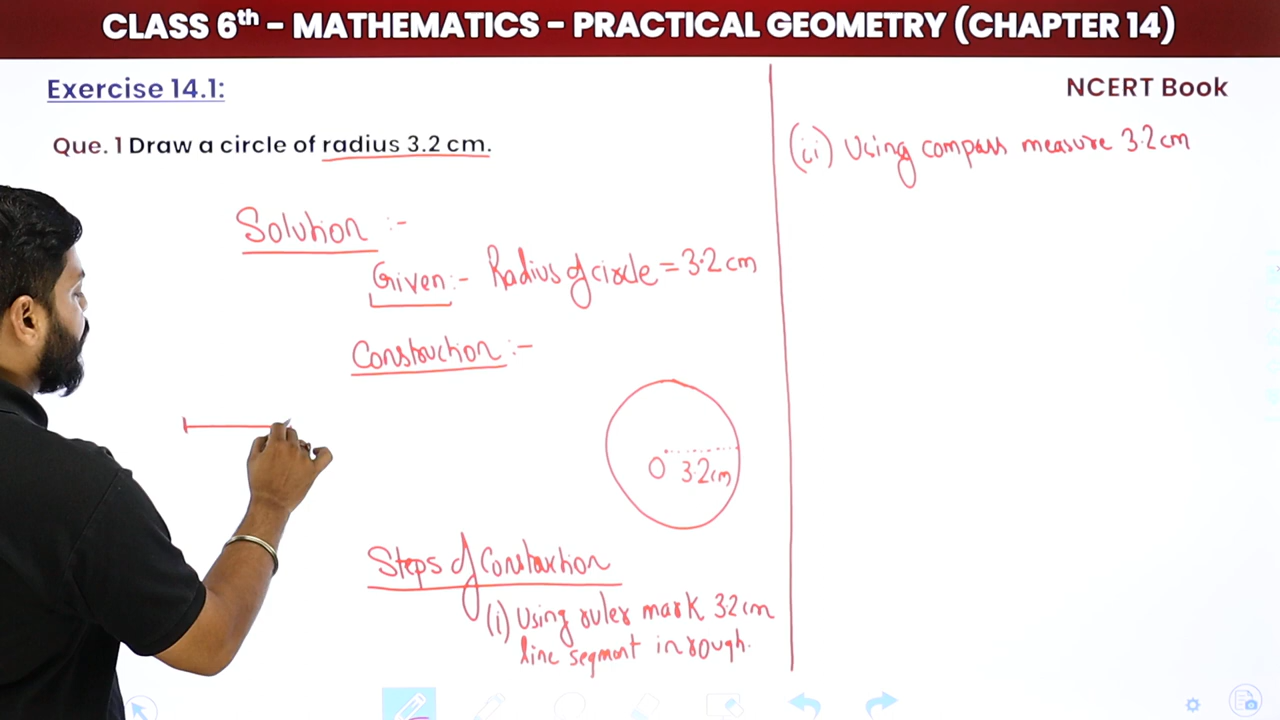 CLASS 6th - MATHEMATICS - PRACTICAL GEOMETRY (CHAPTER 14)
Exercise 14.1:
NCERT Book
Que. 1 Draw a circle of radius 3.2 cm.
Solution :-
Given:- Radius of circle = 3.2 cm
Construction :-
O 3.2cm
Steps of Construction
(i) Using ruler mark 3.2 cm
line segment in rough.
(ii) Using compass measure 3.2 cm